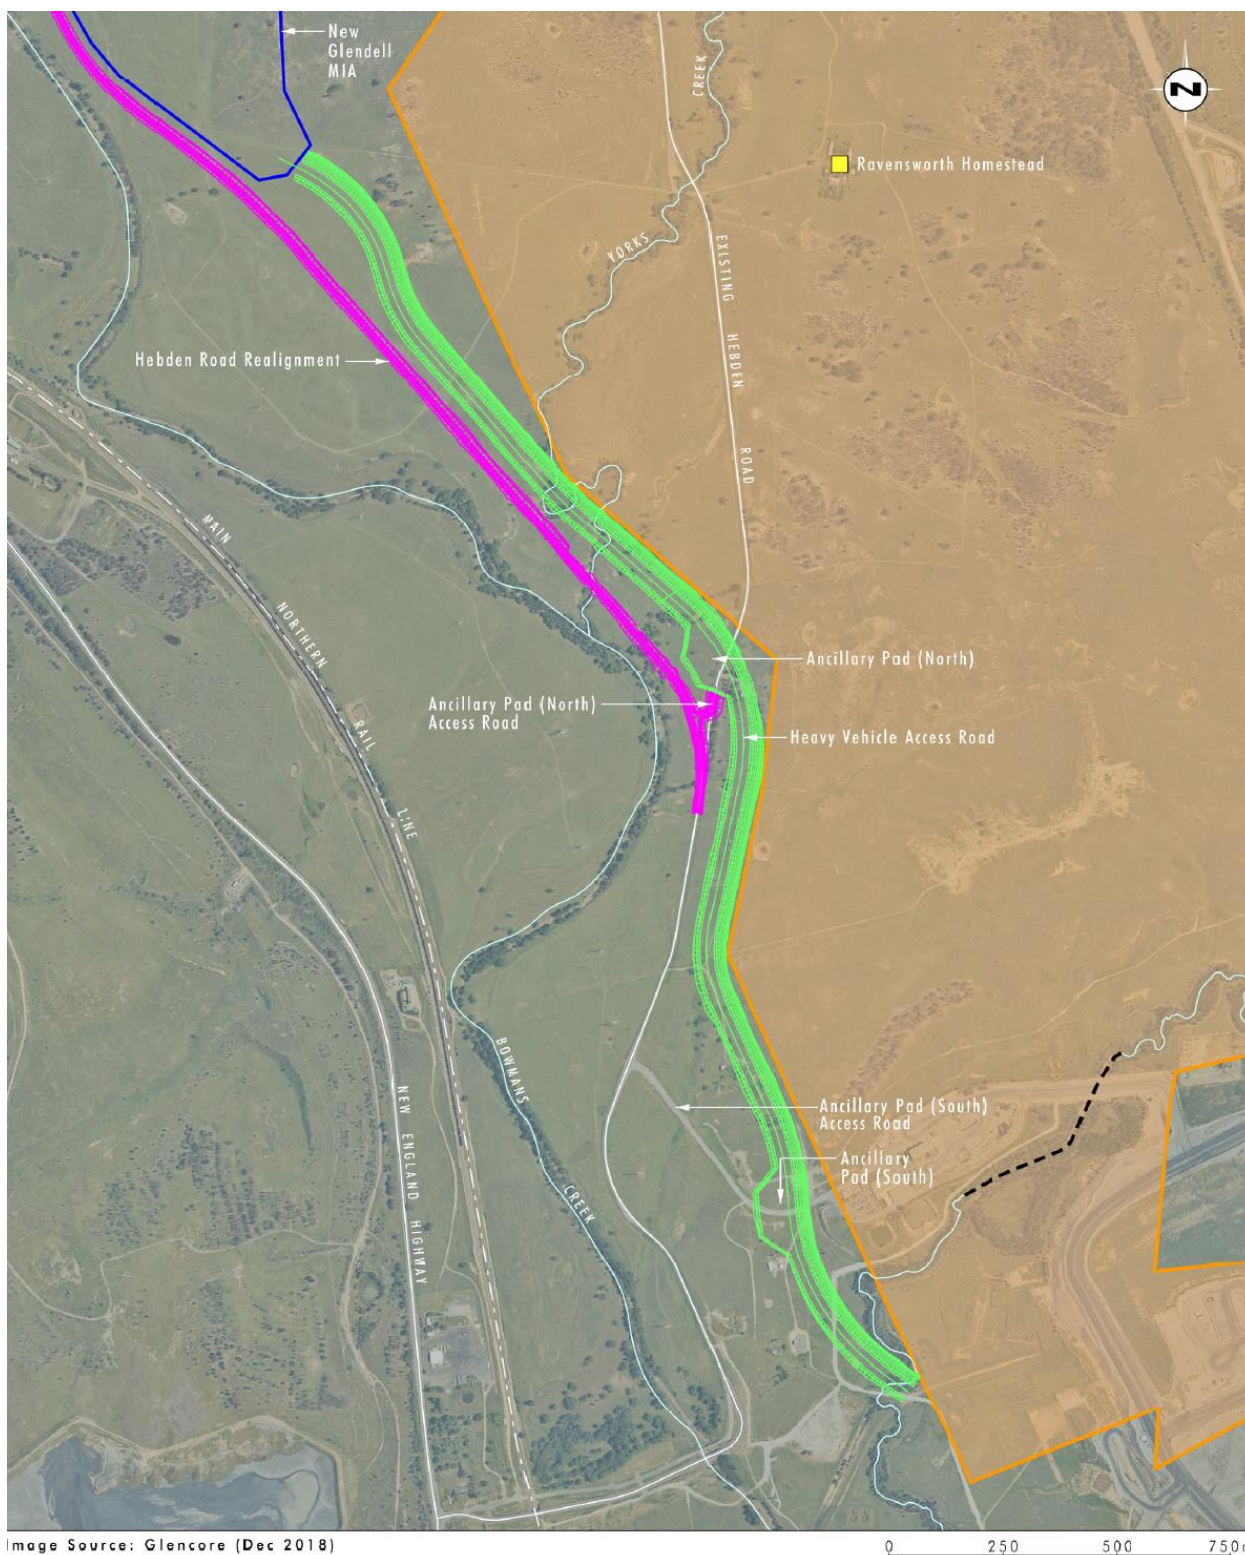 New
Glendell
MIA
CREEK
N
Ravensworth Homestead
YORKS
EXISTING HEBDEN ROAD
Hebden Road Realignment
MAIN NORTHERN RAIL LINE
Ancillary Pad (North)
Ancillary Pad (North)
Access Road
Heavy Vehicle Access Road
BOWMANS CREEK
NEW ENGLAND HIGHWAY
Ancillary Pad (South)
Access Road
Ancillary
Pad (South)
Image Source: Glencore (Dec 2018)
0 250 500 750m